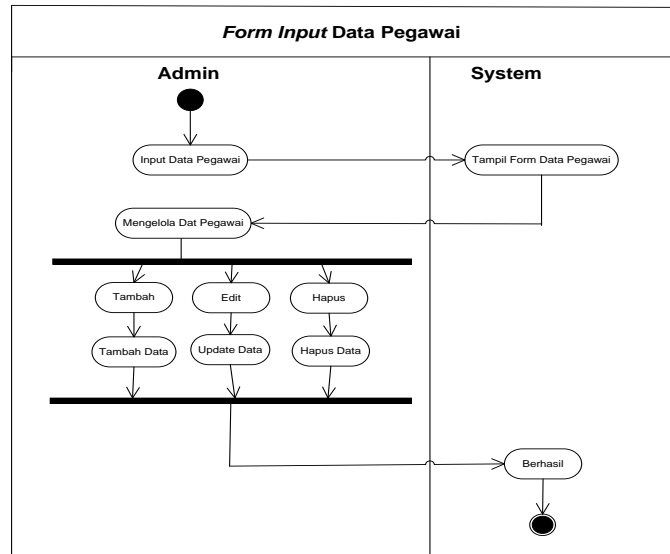 Form Input Data Pegawai
Admin
System
Input Data Pegawai
Tampil Form Data Pegawai
Mengelola Dat Pegawai
Tambah
Edit
Hapus
Tambah Data
Update Data
Hapus Data
Berhasil